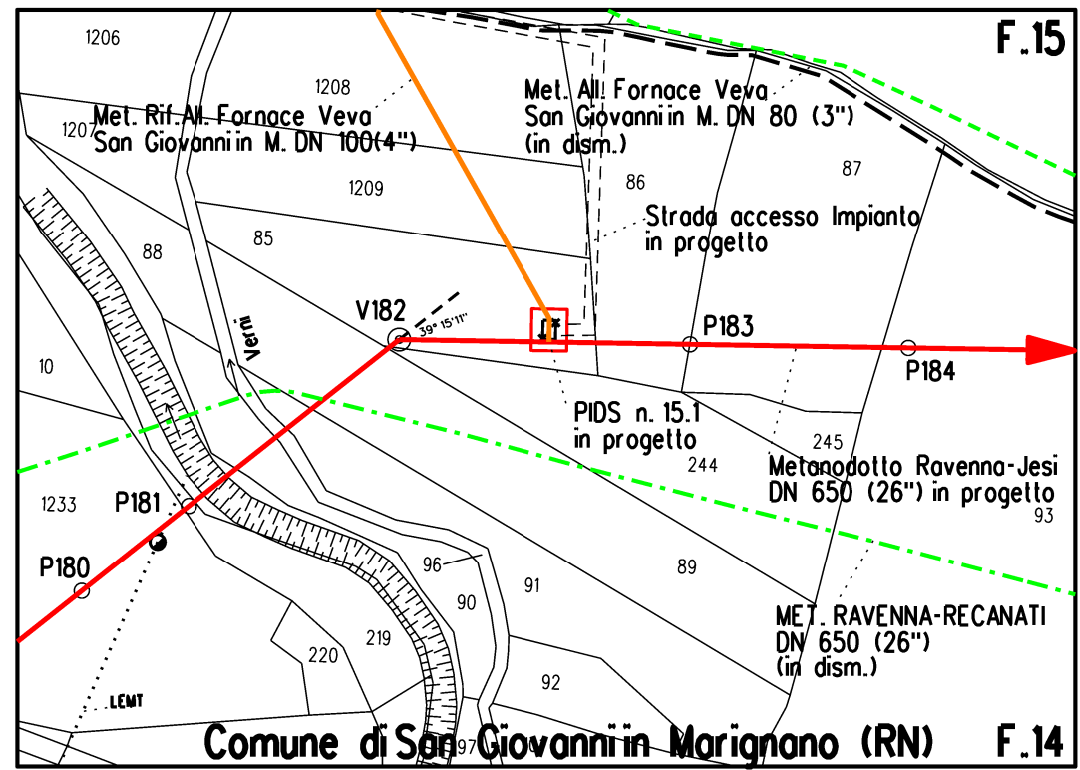 F.15
1206
1208
Met. Rif. All. Fornace Veva
San Giovanni in M. DN 100(4")
1207
Met. All. Fornace Veva
San Giovanni in M. DN 80 (3")
(in dism.)
1209
86
87
Strada accesso Impianto
in progetto
88
85
V182
39° 15'11"
Verni
P183
P184
10
PIDS n. 15.1
in progetto
245
244
Metanodotto Ravenna-Jesi
DN 650 (26") in progetto
93
1233
P181
P180
96
91
89
90
MET. RAVENNA-RECANATI
DN 650 (26")
(in dism.)
219
220
92
LEMT
97
Comune di San Giovanni in Marignano (RN)
F.14